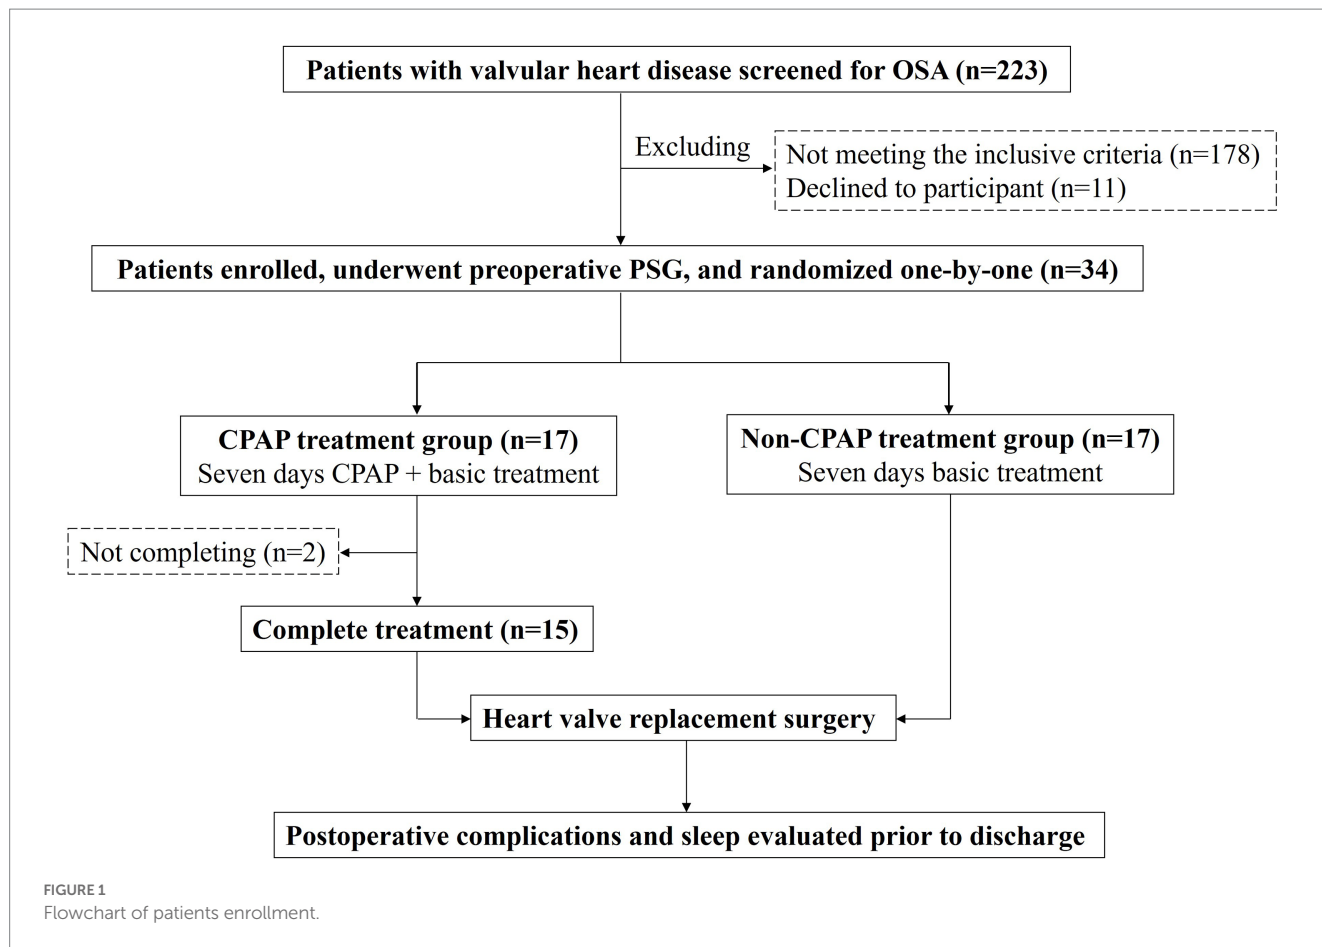 Patients with valvular heart disease screened for OSA (n=223)
Excluding
Not meeting the inclusive criteria (n=178)
Declined to participant (n=11)
Patients enrolled, underwent preoperative PSG, and randomized one-by-one (n=34)
CPAP treatment group (n=17)
Seven days CPAP + basic treatment
Non-CPAP treatment group (n=17)
Seven days basic treatment
Not completing (n=2)
Complete treatment (n=15)
Heart valve replacement surgery
Postoperative complications and sleep evaluated prior to discharge
FIGURE 1
Flowchart of patients enrollment.